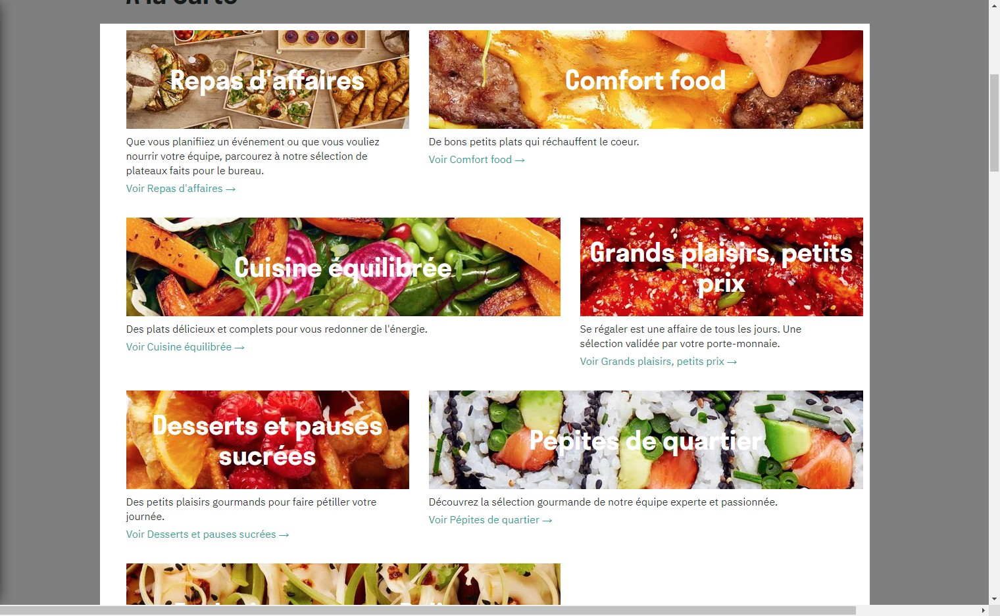 À la Carte
Repas d'affaires
Comfort food
Que vous planifiiez un événement ou que vous vouliez
nourrir votre équipe, parcourez à notre sélection de
plateaux faits pour le bureau.
Voir Repas d'affaires →
De bons petits plats qui réchauffent le coeur.
Voir Comfort food →
Cuisine équilibrée
Grands plaisirs, petits
prix
Des plats délicieux et complets pour vous redonner de l'énergie.
Voir Cuisine équilibrée →
Se régaler est une affaire de tous les jours. Une
sélection validée par votre porte-monnaie.
Voir Grands plaisirs, petits prix →
Desserts et pauses
sucrées
Pépites de quartier
Des petits plaisirs gourmands pour faire pétiller votre
journée.
Voir Desserts et pauses sucrées →
Découvrez la sélection gourmande de notre équipe experte et passionnée.
Voir Pépites de quartier →